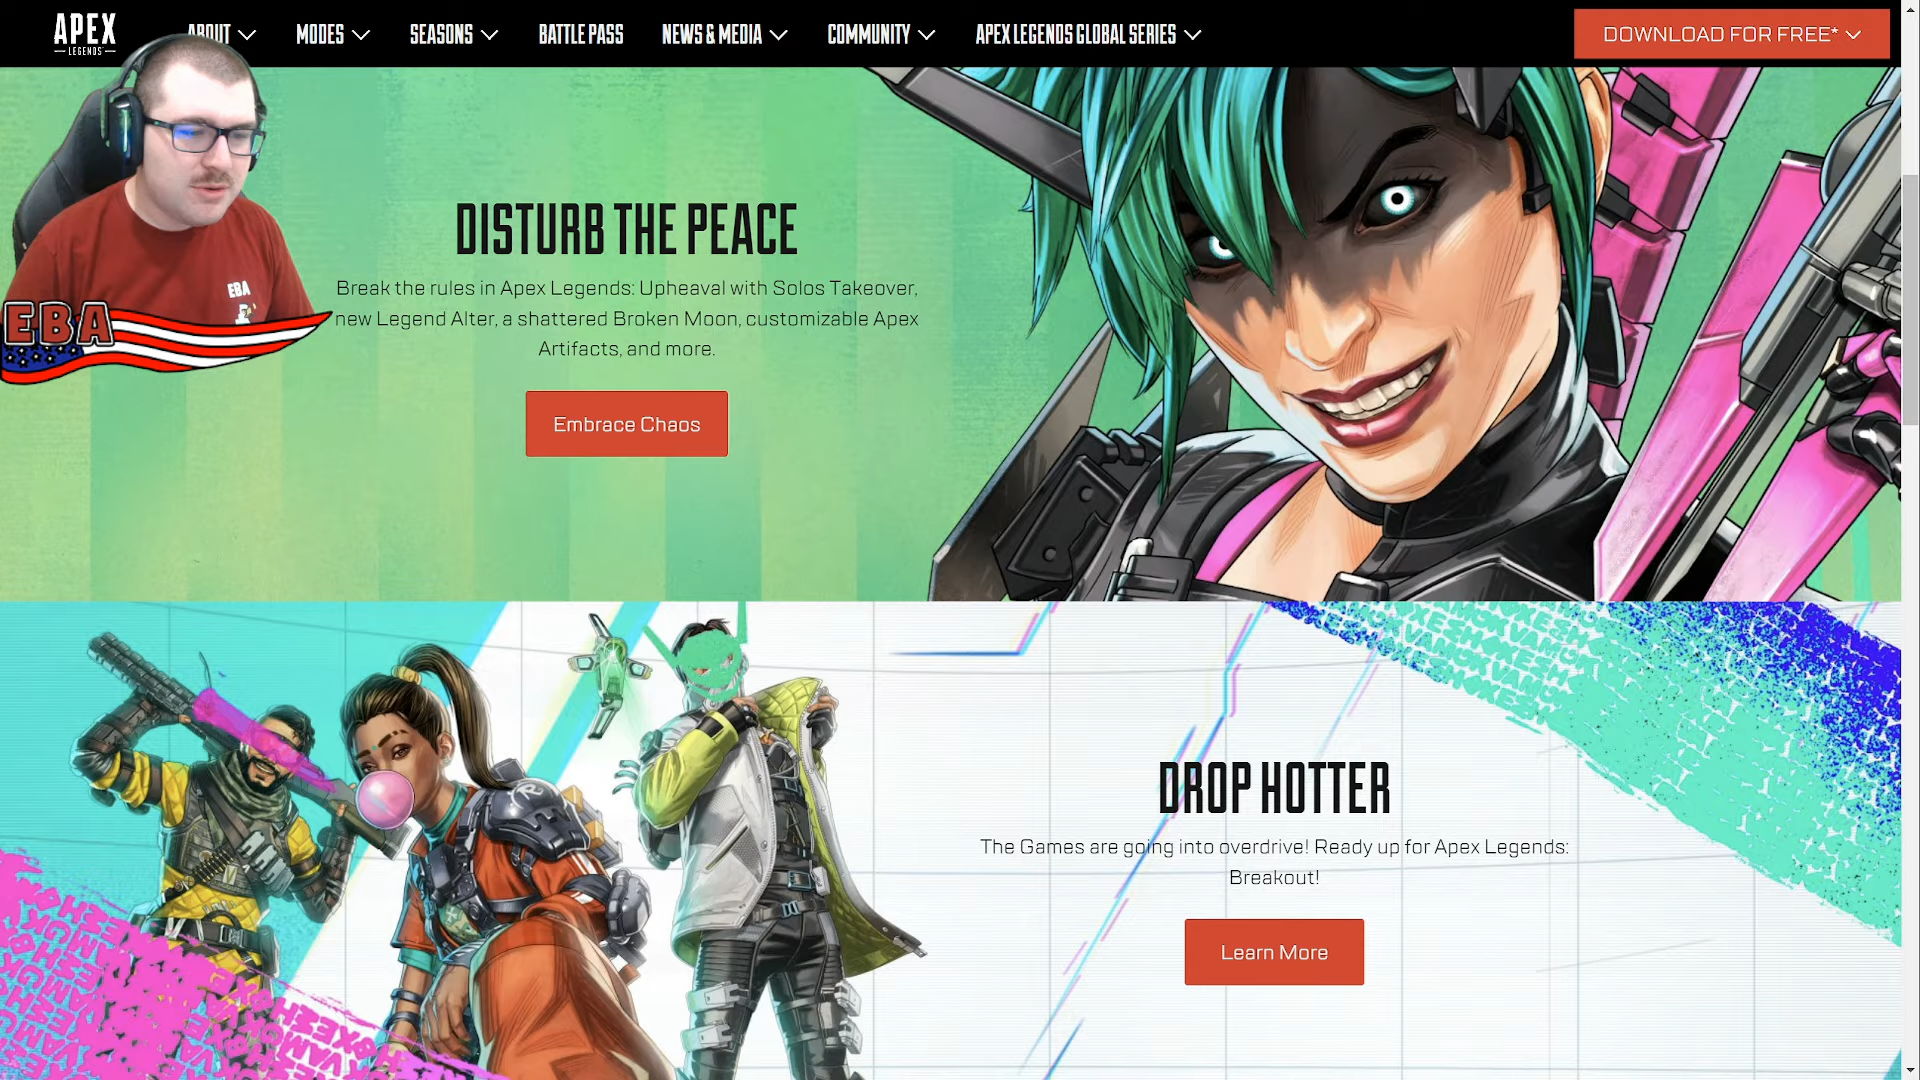 APEX
LEGENDS
ABOUT
MODES
SEASONS
BATTLE PASS
NEWS & MEDIA
COMMUNITY
APEX LEGENDS GLOBAL SERIES
DOWNLOAD FOR FREE*
EBA
EBA
DISTURB THE PEACE
Break the rules in Apex Legends: Upheaval with Solos Takeover,
new Legend Alter, a shattered Broken Moon, customizable Apex
Artifacts, and more.
Embrace Chaos
DROP HOTTER
The Games are going into overdrive! Ready up for Apex Legends:
Breakout!
Learn More